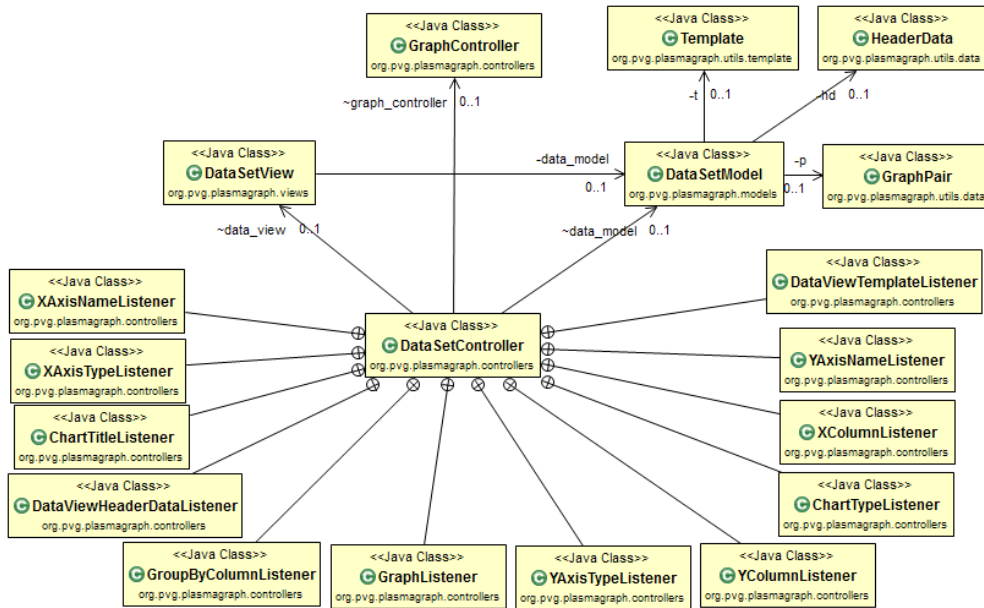 <<Java Class>>
GraphController
org.pvg.plasmagraph.controllers
<<Java Class>>
Template
org.pvg.plasmagraph.utils.template
<<Java Class>>
HeaderData
org.pvg.plasmagraph.utils.data
~graph_controller
0..1
-t
0..1
-hd
0..1
<<Java Class>>
DataSetView
org.pvg.plasmagraph.views
-data_model
0..1
<<Java Class>>
DataSetModel
org.pvg.plasmagraph.models
-p
0..1
<<Java Class>>
GraphPair
org.pvg.plasmagraph.utils.data
~data_view
0..1
~data_model
0..1
<<Java Class>>
XAxisNameListener
org.pvg.plasmagraph.controllers
<<Java Class>>
DataViewTemplateListener
org.pvg.plasmagraph.controllers
<<Java Class>>
DataSetController
org.pvg.plasmagraph.controllers
<<Java Class>>
XAxisTypeListener
org.pvg.plasmagraph.controllers
<<Java Class>>
YAxisNameListener
org.pvg.plasmagraph.controllers
<<Java Class>>
ChartTitleListener
org.pvg.plasmagraph.controllers
<<Java Class>>
XColumnListener
org.pvg.plasmagraph.controllers
<<Java Class>>
DataViewHeaderDataListener
org.pvg.plasmagraph.controllers
<<Java Class>>
ChartTypeListener
org.pvg.plasmagraph.controllers
<<Java Class>>
GroupByColumnListener
org.pvg.plasmagraph.controllers
<<Java Class>>
GraphListener
org.pvg.plasmagraph.controllers
<<Java Class>>
YAxisTypeListener
org.pvg.plasmagraph.controllers
<<Java Class>>
YColumnListener
org.pvg.plasmagraph.controllers